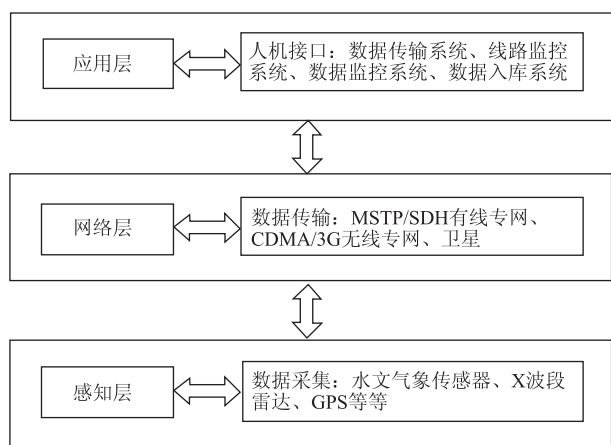 应用层
人机接口：数据传输系统、线路监控
系统、数据监控系统、数据入库系统
网络层
数据传输：MSTP/SDH有线专网、
CDMA/3G无线专网、卫星
感知层
数据采集：水文气象传感器、X波段
雷达、GPS等等